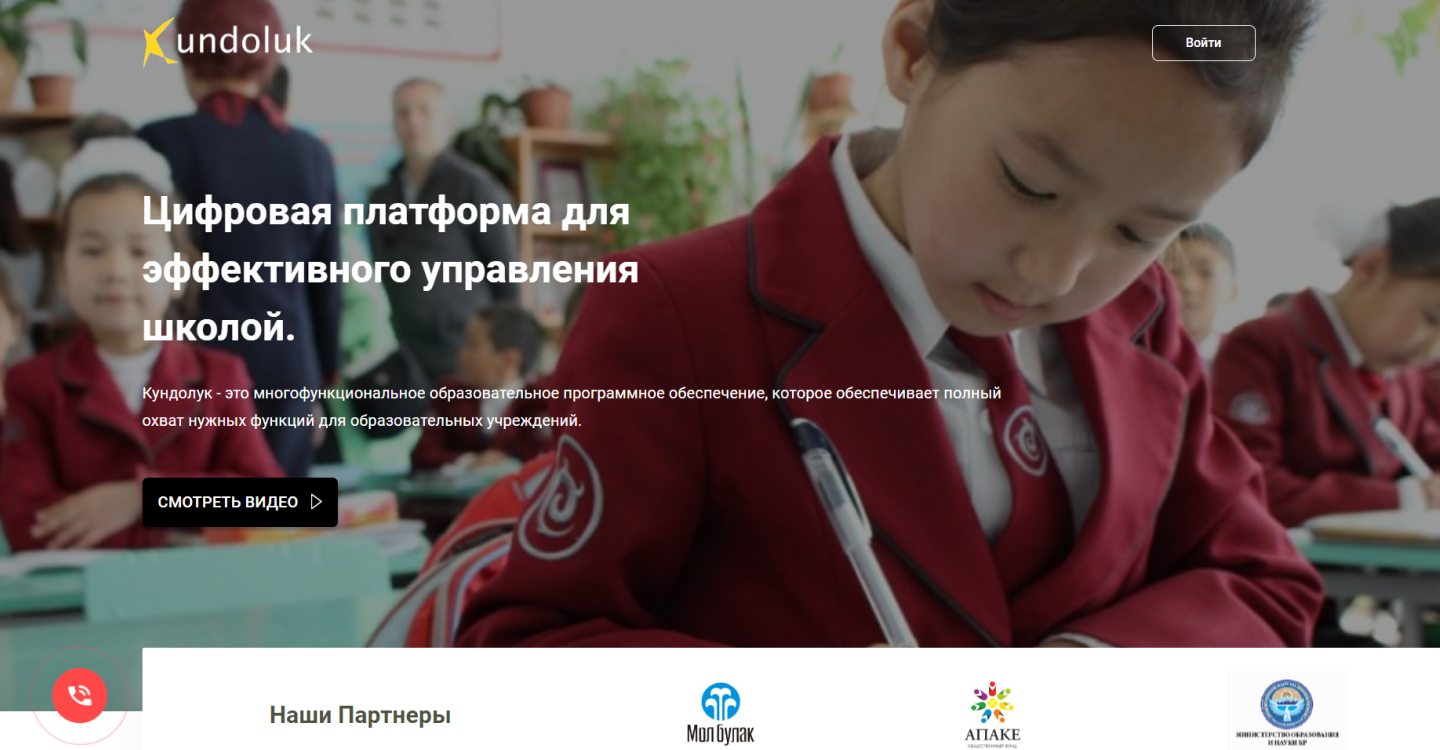 Kundoluk
Войти
Цифровая платформа для
эффективного управления
школой.
Кундолук - это многофункциональное образовательное программное обеспечение, которое обеспечивает полный
охват нужных функций для образовательных учреждений.
СМОТРЕТЬ ВИДЕО
Наши Партнеры
Мол булак
АПАКЕ
ОБЩЕСТВЕННЫЙ ФОНД
МИНИСТЕРСТВО ОБРАЗОВАНИЯ
И НАУКИ КР